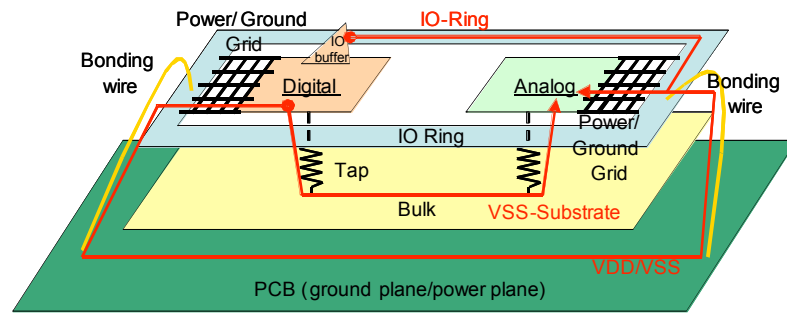 Power/ Ground
Grid
IO-Ring
IO
buffer
Bonding
wire
Digital
Analog
Bonding
wire
Power/
Ground
Grid
IO Ring
Tap
Bulk
VSS-Substrate
VDD/VSS
PCB (ground plane/power plane)